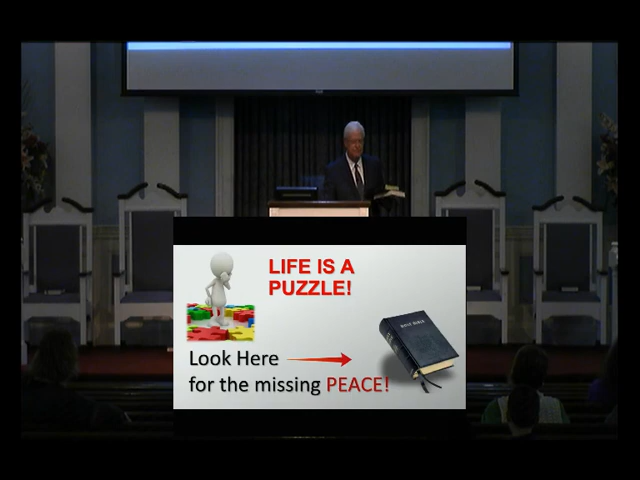 LIFE IS A
PUZZLE!
HOLY BIBLE
Look Here
for the missing PEACE!